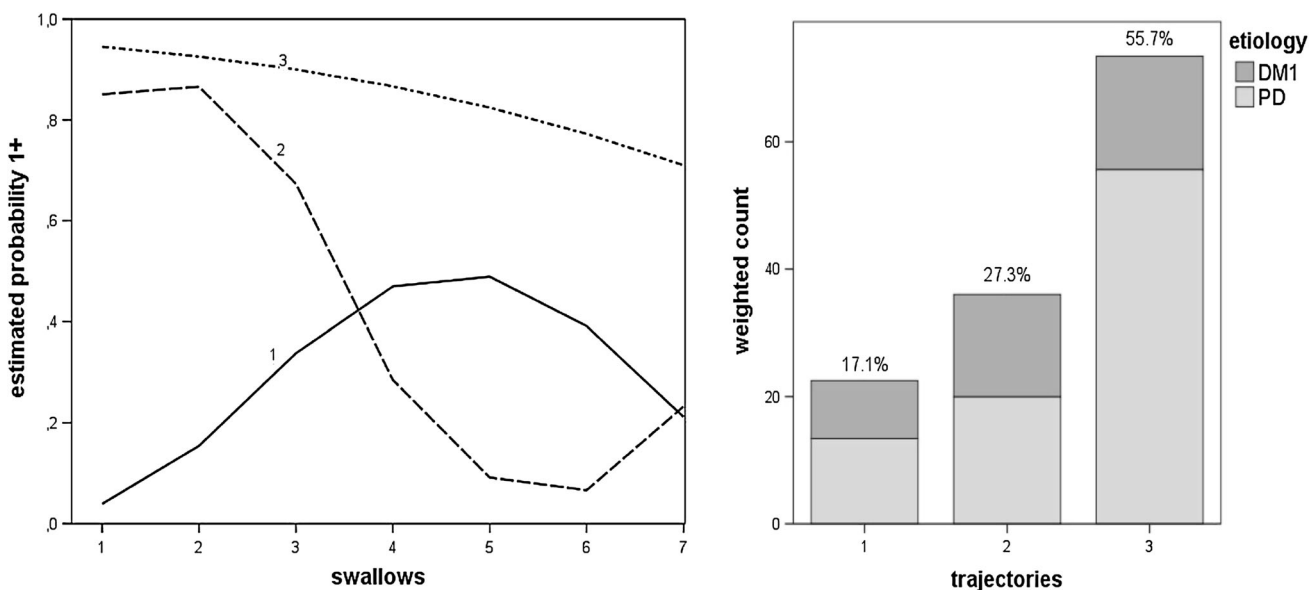 1,0
,8
,6
,4
,2
,0
estimated probability 1+
3
2
1
1 2 3 4 5 6 7
swallows
60
40
20
0
weighted count
17.1%
27.3%
55.7%
1 2 3
trajectories
etiology
DM1
PD